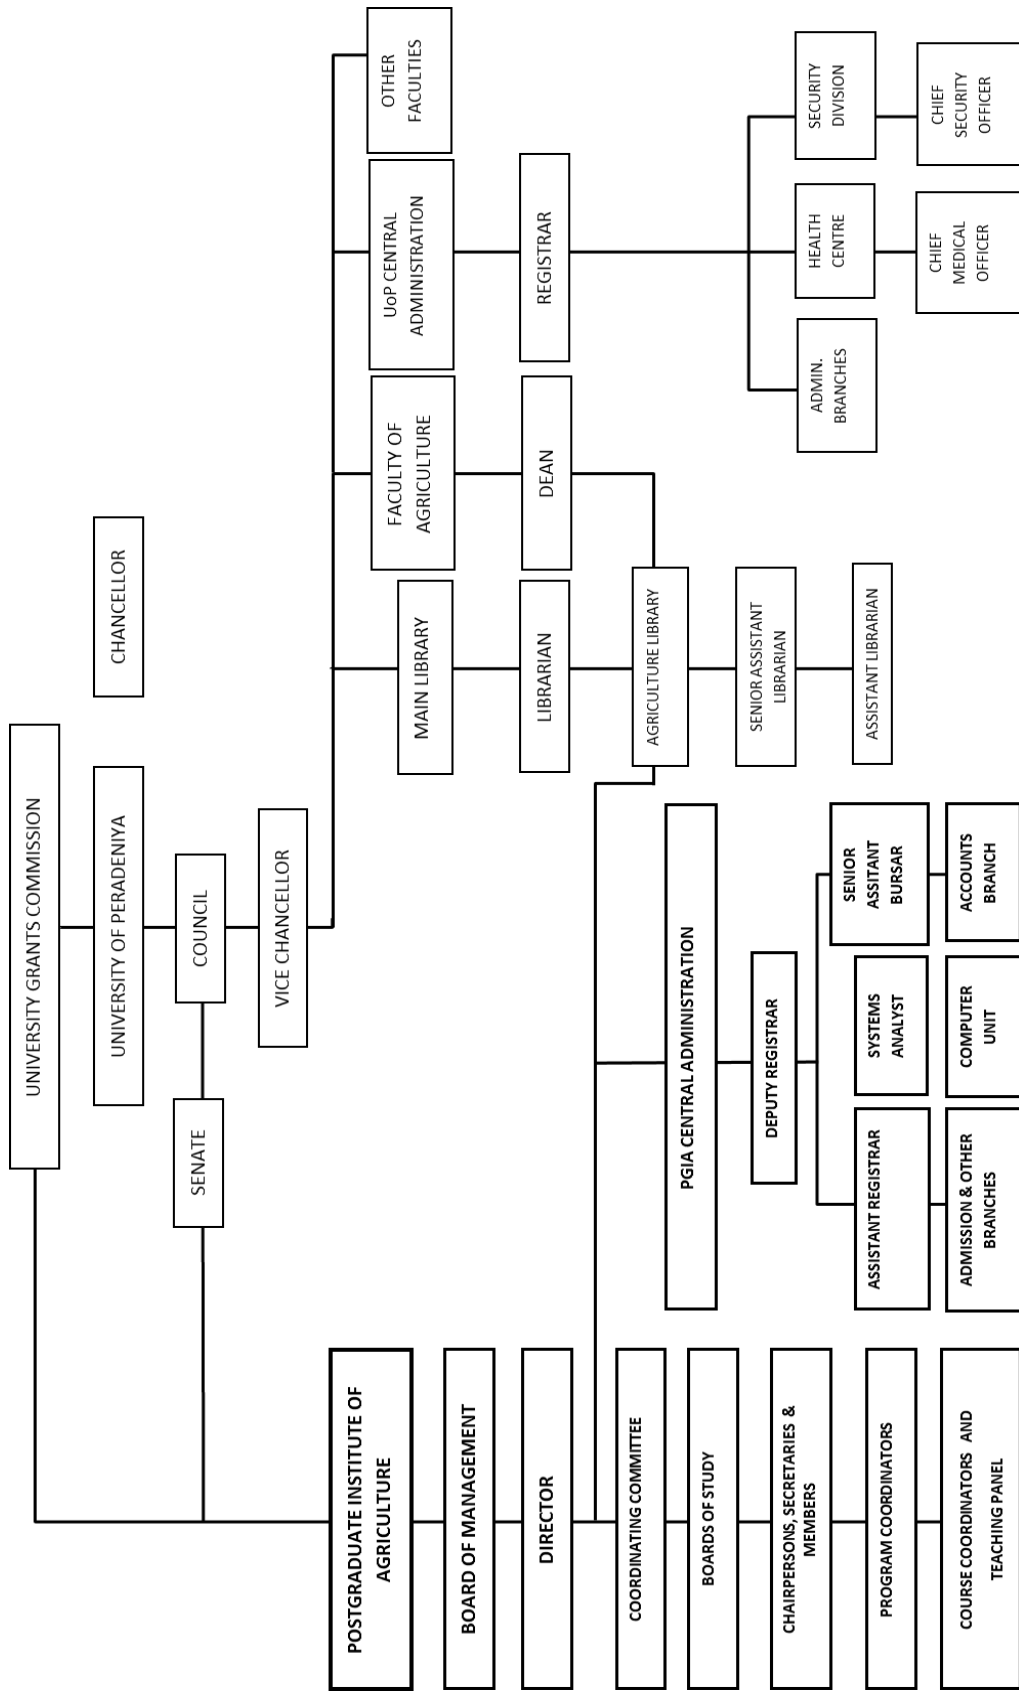 UNIVERSITY GRANTS COMMISSION
UNIVERSITY OF PERADENIYA
CHANCELLOR
SENATE
COUNCIL
VICE CHANCELLOR
POSTGRADUATE INSTITUTE OF
AGRICULTURE
MAIN LIBRARY
FACULTY OF
AGRICULTURE
UoP CENTRAL
ADMINISTRATION
OTHER
FACULTIES
BOARD OF MANAGEMENT
DIRECTOR
LIBRARIAN
DEAN
REGISTRAR
COORDINATING COMMITTEE
AGRICULTURE LIBRARY
BOARDS OF STUDY
PGIA CENTRAL ADMINISTRATION
SENIOR ASSISTANT
LIBRARIAN
DEPUTY REGISTRAR
CHAIRPERSONS, SECRETARIES &
MEMBERS
ADMIN.
BRANCHES
HEALTH
CENTRE
SECURITY
DIVISION
PROGRAM COORDINATORS
ASSISTANT REGISTRAR
SYSTEMS
ANALYST
SENIOR
ASSITANT
BURSAR
ASSISTANT LIBRARIAN
CHIEF
MEDICAL
OFFICER
CHIEF
SECURITY
OFFICER
COURSE COORDINATORS AND
TEACHING PANEL
ADMISSION & OTHER
BRANCHES
COMPUTER
UNIT
ACCOUNTS
BRANCH